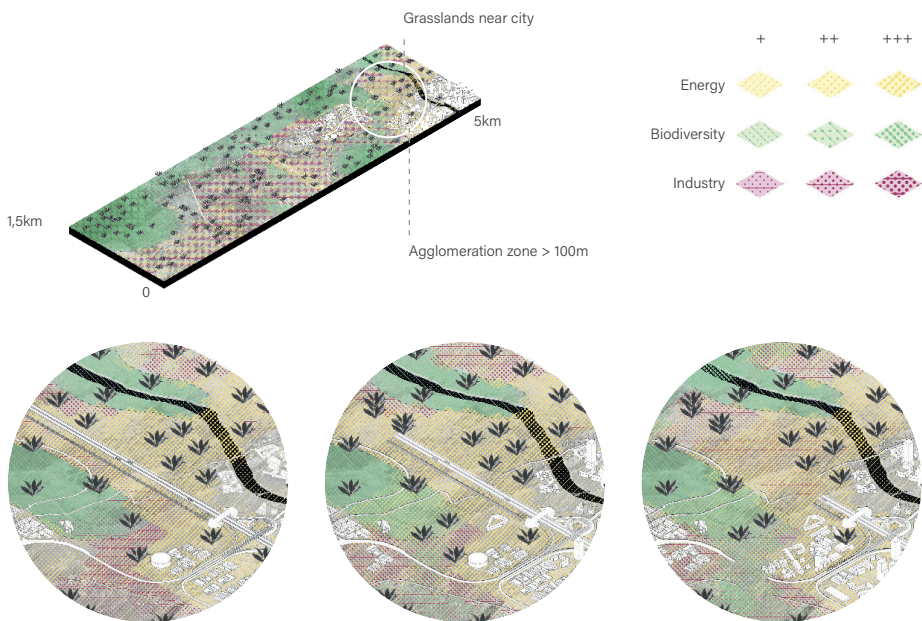 Grasslands near city
+ ++ +++
Energy
5km
Biodiversity
Industry
1,5km
Agglomeration zone > 100m
0